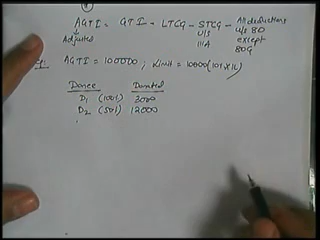 AGTI = GTI - LTCG - STCG - All deductions
Adjusted u/s u/s 80
111A except
80G
AGTI = 100000 ; Limit = 10000 (10% x 1L)
Donee Donated
D1 (100%) 3000
D2 (50%) 12000